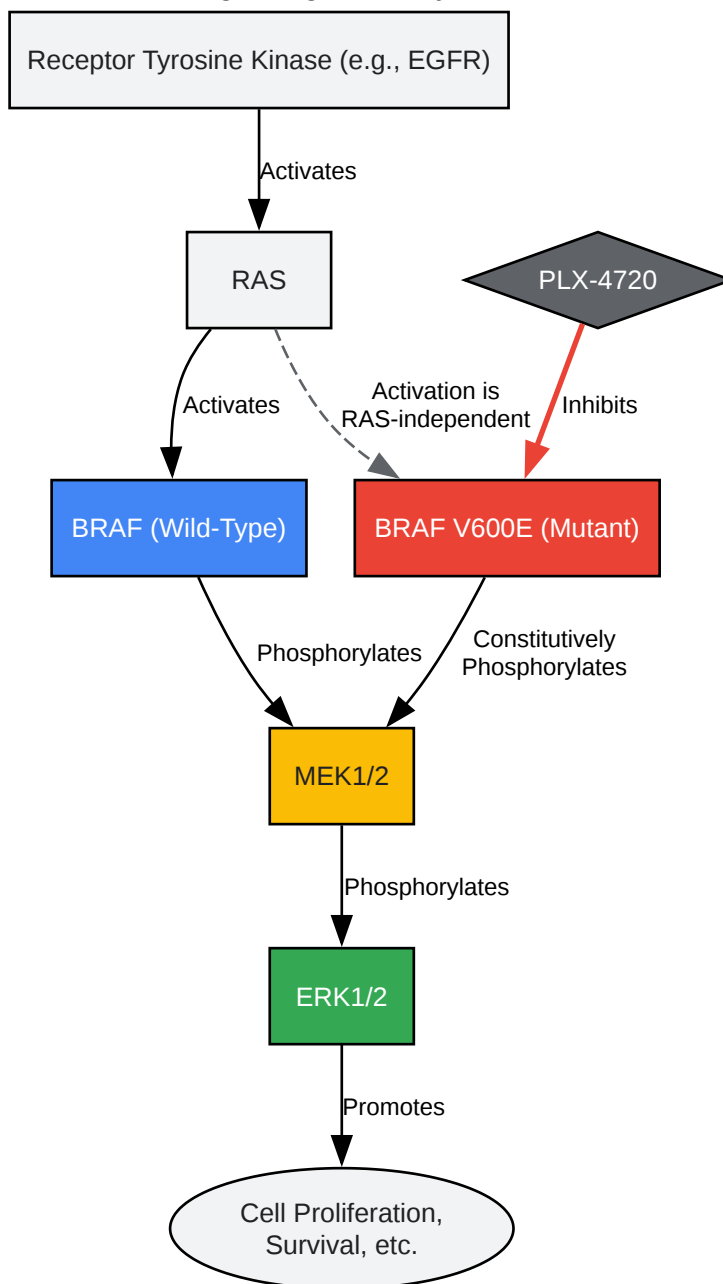 Receptor Tyrosine Kinase (e.g., EGFR)
Activates
RAS
PLX-4720
Activates
Activation is
RAS-independent
Inhibits
BRAF (Wild-Type)
BRAF V600E (Mutant)
Phosphorylates
Constitutively
Phosphorylates
MEK1/2
Phosphorylates
ERK1/2
Promotes
Cell Proliferation,
Survival, etc.